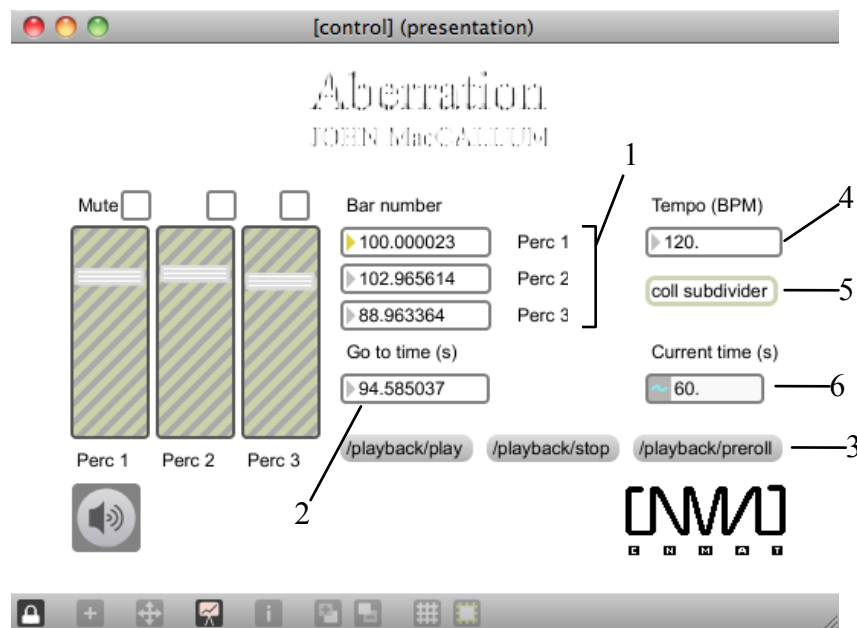 [control] (presentation)
Aberration
JOHN MacCALLUM
1
Mute
Bar number
Tempo (BPM)
4
100.000023
Perc 1
120.
102.965614
Perc 2
coll subdivider
5
88.963364
Perc 3
Go to time (s)
Current time (s)
94.585037
60.
6
/playback/play
/playback/stop
/playback/preroll
3
Perc 1
Perc 2
Perc 3
2
CNMAT
C N M A T